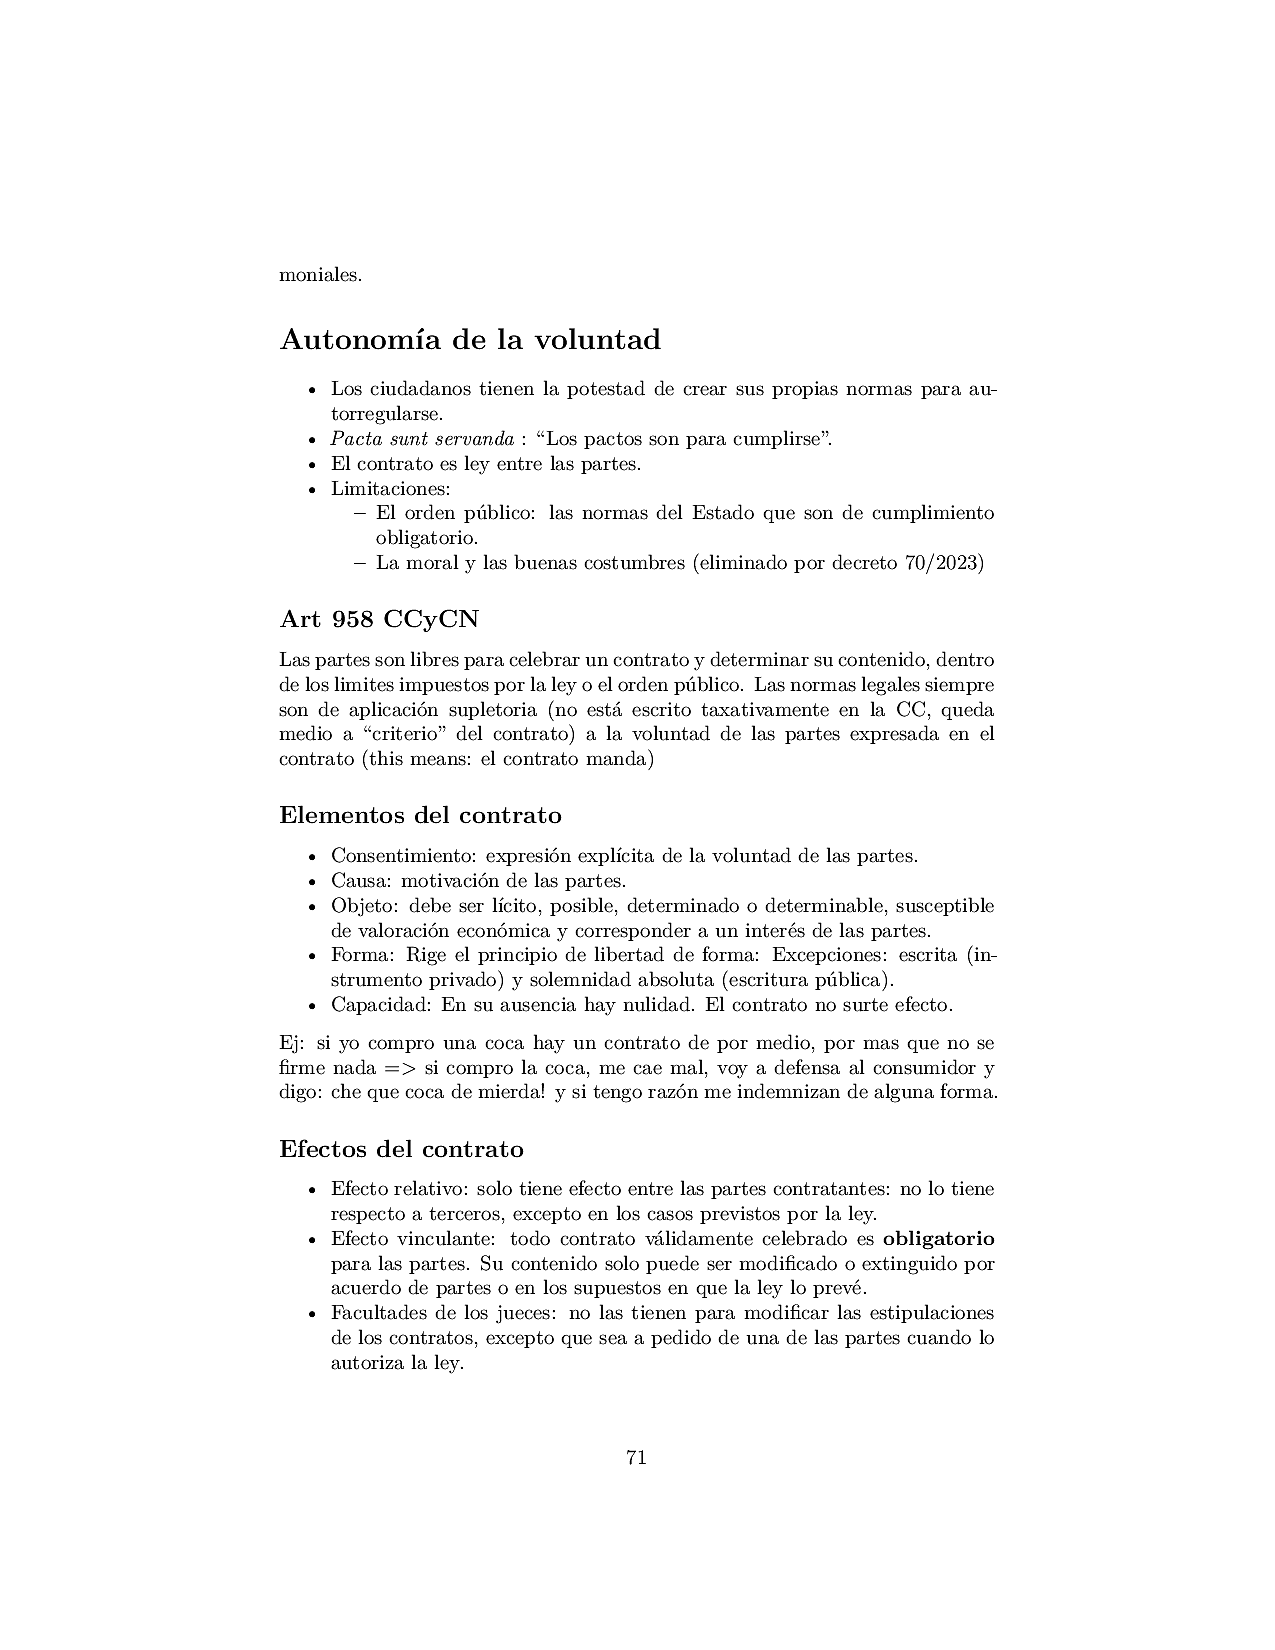 moniales.
Autonomía de la voluntad
• Los ciudadanos tienen la potestad de crear sus propias normas para au-
torregularse.
• Pacta sunt servanda : “Los pactos son para cumplirse”.
• El contrato es ley entre las partes.
• Limitaciones:
– El orden público: las normas del Estado que son de cumplimiento
obligatorio.
– La moral y las buenas costumbres (eliminado por decreto 70/2023)
Art 958 CCyCN
Las partes son libres para celebrar un contrato y determinar su contenido, dentro
de los limites impuestos por la ley o el orden público. Las normas legales siempre
son de aplicación supletoria (no está escrito taxativamente en la CC, queda
medio a “criterio” del contrato) a la voluntad de las partes expresada en el
contrato (this means: el contrato manda)
Elementos del contrato
• Consentimiento: expresión explícita de la voluntad de las partes.
• Causa: motivación de las partes.
• Objeto: debe ser lícito, posible, determinado o determinable, susceptible
de valoración económica y corresponder a un interés de las partes.
• Forma: Rige el principio de libertad de forma: Excepciones: escrita (in-
strumento privado) y solemnidad absoluta (escritura pública).
• Capacidad: En su ausencia hay nulidad. El contrato no surte efecto.
Ej: si yo compro una coca hay un contrato de por medio, por mas que no se
firme nada => si compro la coca, me cae mal, voy a defensa al consumidor y
digo: che que coca de mierda! y si tengo razón me indemnizan de alguna forma.
Efectos del contrato
• Efecto relativo: solo tiene efecto entre las partes contratantes: no lo tiene
respecto a terceros, excepto en los casos previstos por la ley.
• Efecto vinculante: todo contrato válidamente celebrado es obligatorio
para las partes. Su contenido solo puede ser modificado o extinguido por
acuerdo de partes o en los supuestos en que la ley lo prevé.
• Facultades de los jueces: no las tienen para modificar las estipulaciones
de los contratos, excepto que sea a pedido de una de las partes cuando lo
autoriza la ley.
71